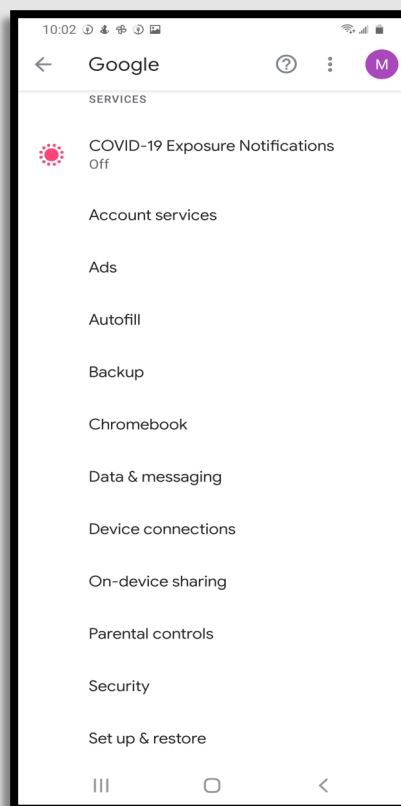 10:02
Google
M
SERVICES
COVID-19 Exposure Notifications
Off
Account services
Ads
Autofill
Backup
Chromebook
Data & messaging
Device connections
On-device sharing
Parental controls
Security
Set up & restore